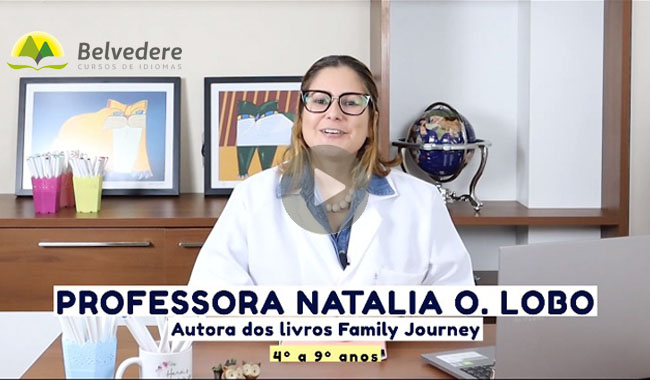 Belvedere
CURSOS DE IDIOMAS
PROFESSORA NATALIA O. LOBO
Autora dos livros Family Journey
4º a 9º anos